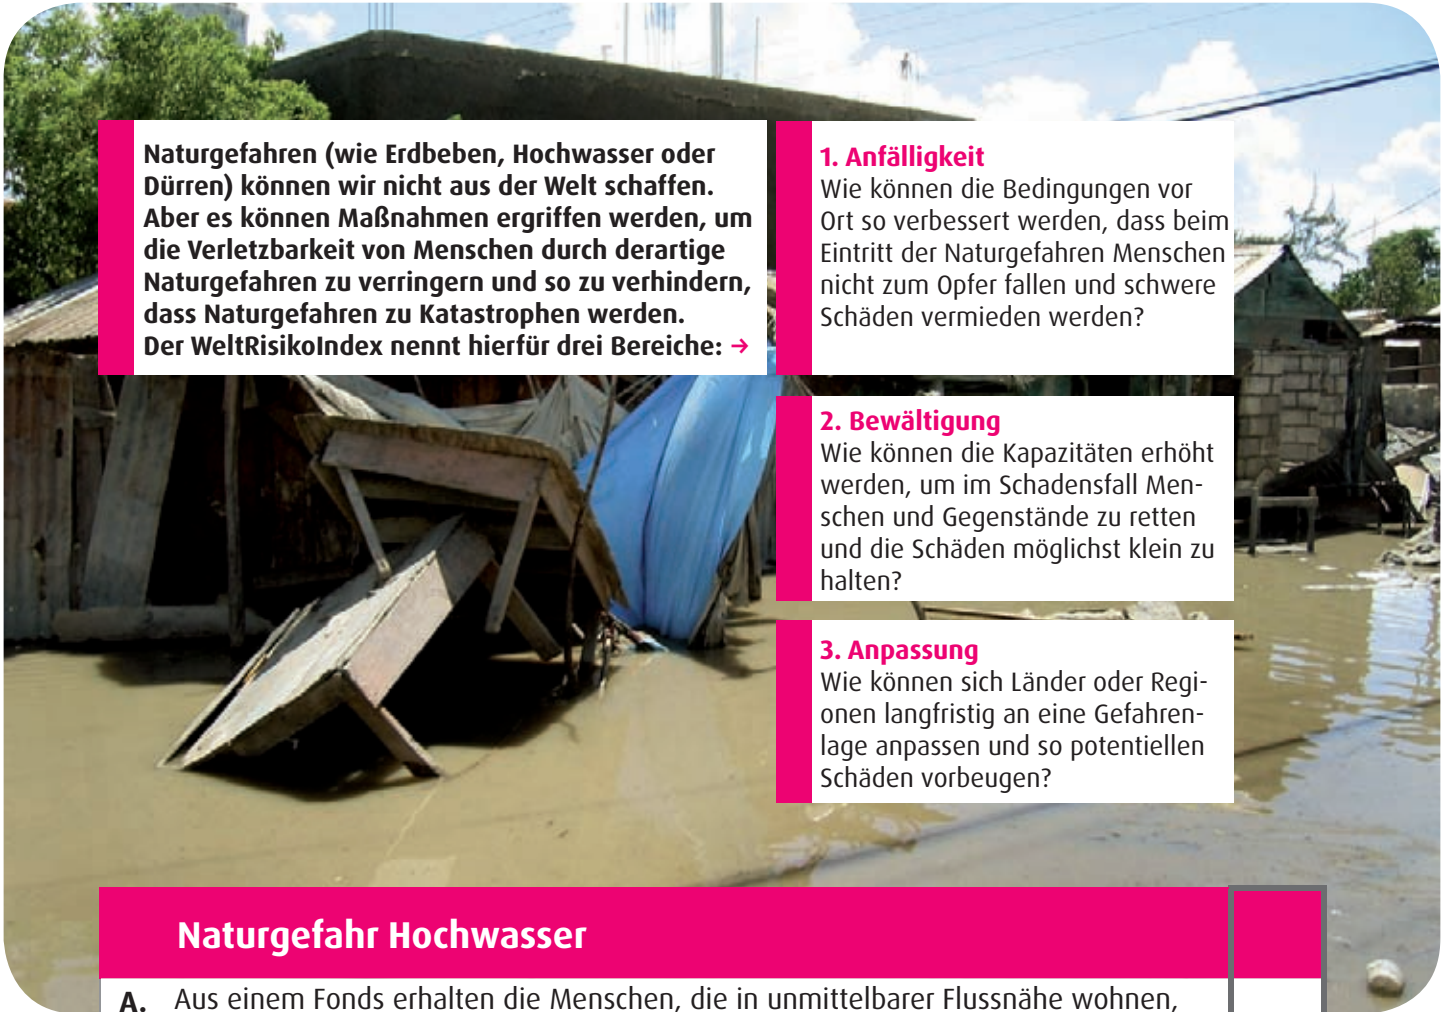 Naturgefahren (wie Erdbeben, Hochwasser oder
Dürren) können wir nicht aus der Welt schaffen.
Aber es können Maßnahmen ergriffen werden, um
die Verletzbarkeit von Menschen durch derartige
Naturgefahren zu verringern und so zu verhindern,
dass Naturgefahren zu Katastrophen werden.
Der WeltRisikoIndex nennt hierfür drei Bereiche: →
1. Anfälligkeit
Wie können die Bedingungen vor
Ort so verbessert werden, dass beim
Eintritt der Naturgefahren Menschen
nicht zum Opfer fallen und schwere
Schäden vermieden werden?
2. Bewältigung
Wie können die Kapazitäten erhöht
werden, um im Schadensfall Men-
schen und Gegenstände zu retten
und die Schäden möglichst klein zu
halten?
3. Anpassung
Wie können sich Länder oder Regi-
onen langfristig an eine Gefahren-
lage anpassen und so potentiellen
Schäden vorbeugen?
Naturgefahr Hochwasser
A. Aus einem Fonds erhalten die Menschen, die in unmittelbarer Flussnähe wohnen,